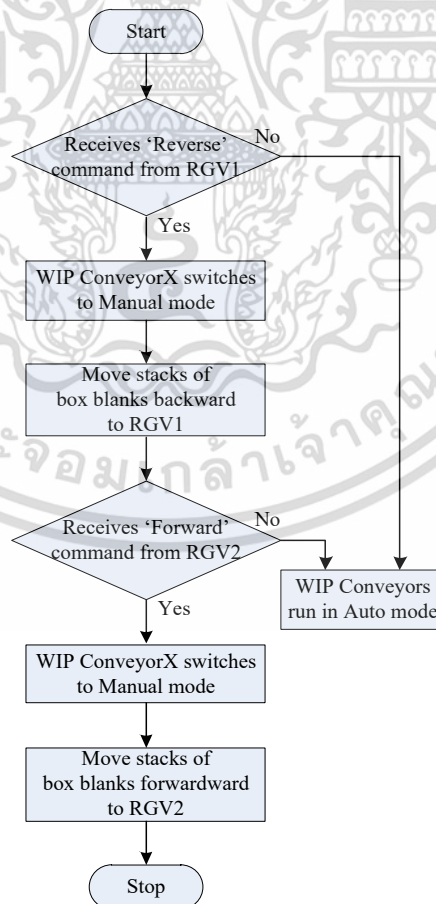 Start
Receives ‘Reverse’
command from RGV1
No
Yes
WIP ConveyorX switches
to Manual mode
Move stacks of
box blanks backward
to RGV1
Receives ‘Forward’
command from RGV2
No
WIP Conveyors
run in Auto mode
Yes
WIP ConveyorX switches
to Manual mode
Move stacks of
box blanks forwardward
to RGV2
Stop